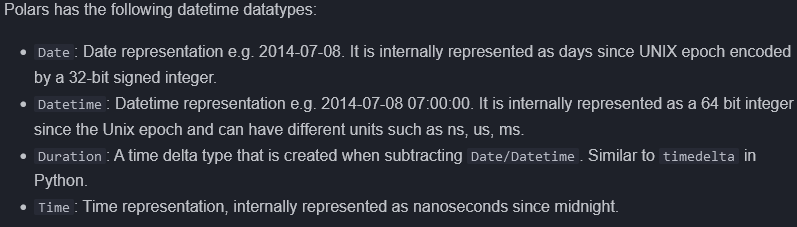 Polars has the following datetime datatypes:
• Date : Date representation e.g. 2014-07-08. It is internally represented as days since UNIX epoch encoded
by a 32-bit signed integer.
• Datetime : Datetime representation e.g. 2014-07-08 07:00:00. It is internally represented as a 64 bit integer
since the Unix epoch and can have different units such as ns, us, ms.
• Duration : A time delta type that is created when subtracting Date/Datetime . Similar to timedelta in
Python.
• Time : Time representation, internally represented as nanoseconds since midnight.